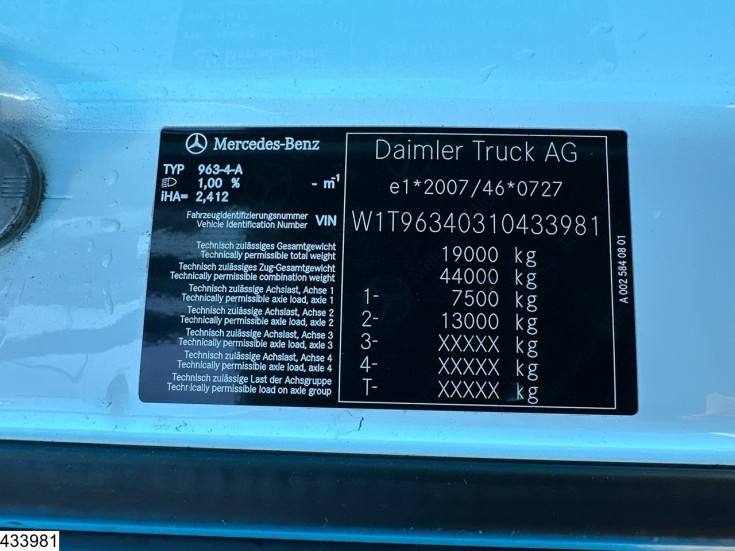 Mercedes-Benz
TYP 963-4-A
1,00 % - m-1
iHA= 2,412
Daimler Truck AG
e1*2007/46*0727
Fahrzeugidentifizierungsnummer
Vehicle Identification Number VIN W1T96340310433981
Technisch zulässiges Gesamtgewicht
Technically permissible total weight 19000 kg
Technisch zulässiges Zug-Gesamtgewicht
Technically permissible combination weight 44000 kg
Technisch zulässige Achslast, Achse 1
Technically permissible axle load, axle 1 1- 7500 kg
Technisch zulässige Achslast, Achse 2
Technically permissible axle load, axle 2 2- 13000 kg
Technisch zulässige Achslast, Achse 3
Technically permissible axle load, axle 3 3- XXXXX kg
Technisch zulässige Achslast, Achse 4
Technically permissible axle load, axle 4 4- XXXXX kg
Technisch zulässige Last der Achsgruppe
Technically permissible load on axle group T- XXXXX kg
A 002 584 08 01
433981